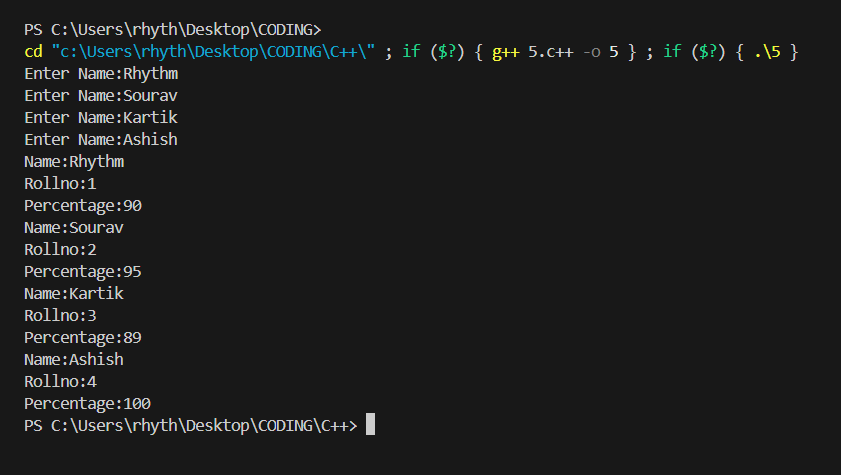 PS C:\Users\rhyth\Desktop\CODING>
cd "c:\Users\rhyth\Desktop\CODING\C++\" ; if ($?) { g++ 5.c++ -o 5 } ; if ($?) { .\5 }
Enter Name:Rhythm
Enter Name:Sourav
Enter Name:Kartik
Enter Name:Ashish
Name:Rhythm
Rollno:1
Percentage:90
Name:Sourav
Rollno:2
Percentage:95
Name:Kartik
Rollno:3
Percentage:89
Name:Ashish
Rollno:4
Percentage:100
PS C:\Users\rhyth\Desktop\CODING\C++>